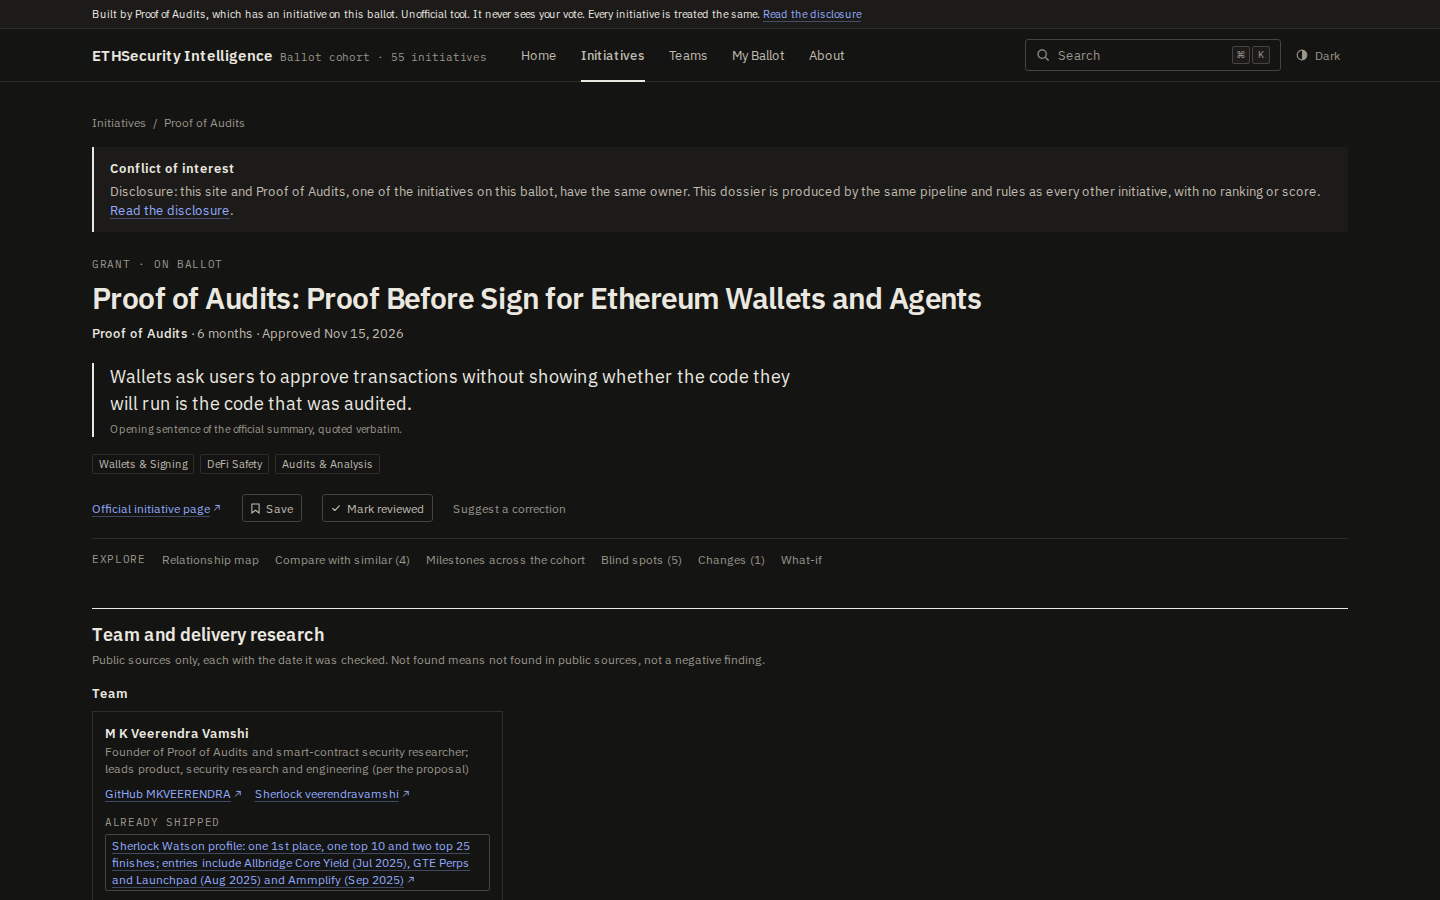 Built by Proof of Audits, which has an initiative on this ballot. Unofficial tool. It never sees your vote. Every initiative is treated the same. Read the disclosure
ETHSecurity Intelligence Ballot cohort · 55 initiatives Home Initiatives Teams My Ballot About Search ⌘ K Dark
Initiatives / Proof of Audits
Conflict of interest
Disclosure: this site and Proof of Audits, one of the initiatives on this ballot, have the same owner. This dossier is produced by the same pipeline and rules as every other initiative, with no ranking or score.
Read the disclosure.
GRANT · ON BALLOT
Proof of Audits: Proof Before Sign for Ethereum Wallets and Agents
Proof of Audits · 6 months · Approved Nov 15, 2026
Wallets ask users to approve transactions without showing whether the code they
will run is the code that was audited.
Opening sentence of the official summary, quoted verbatim.
Wallets & Signing DeFi Safety Audits & Analysis
Official initiative page ↗ Save Mark reviewed Suggest a correction
EXPLORE Relationship map Compare with similar (4) Milestones across the cohort Blind spots (5) Changes (1) What-if
Team and delivery research
Public sources only, each with the date it was checked. Not found means not found in public sources, not a negative finding.
Team
M K Veerendra Vamshi
Founder of Proof of Audits and smart-contract security researcher;
leads product, security research and engineering (per the proposal)
GitHub MKVEERENDRA ↗ Sherlock veerendravamshi ↗
ALREADY SHIPPED
Sherlock Watson profile: one 1st place, one top 10 and two top 25
finishes; entries include Allbridge Core Yield (Jul 2025), GTE Perps
and Launchpad (Aug 2025) and Ammplify (Sep 2025) ↗